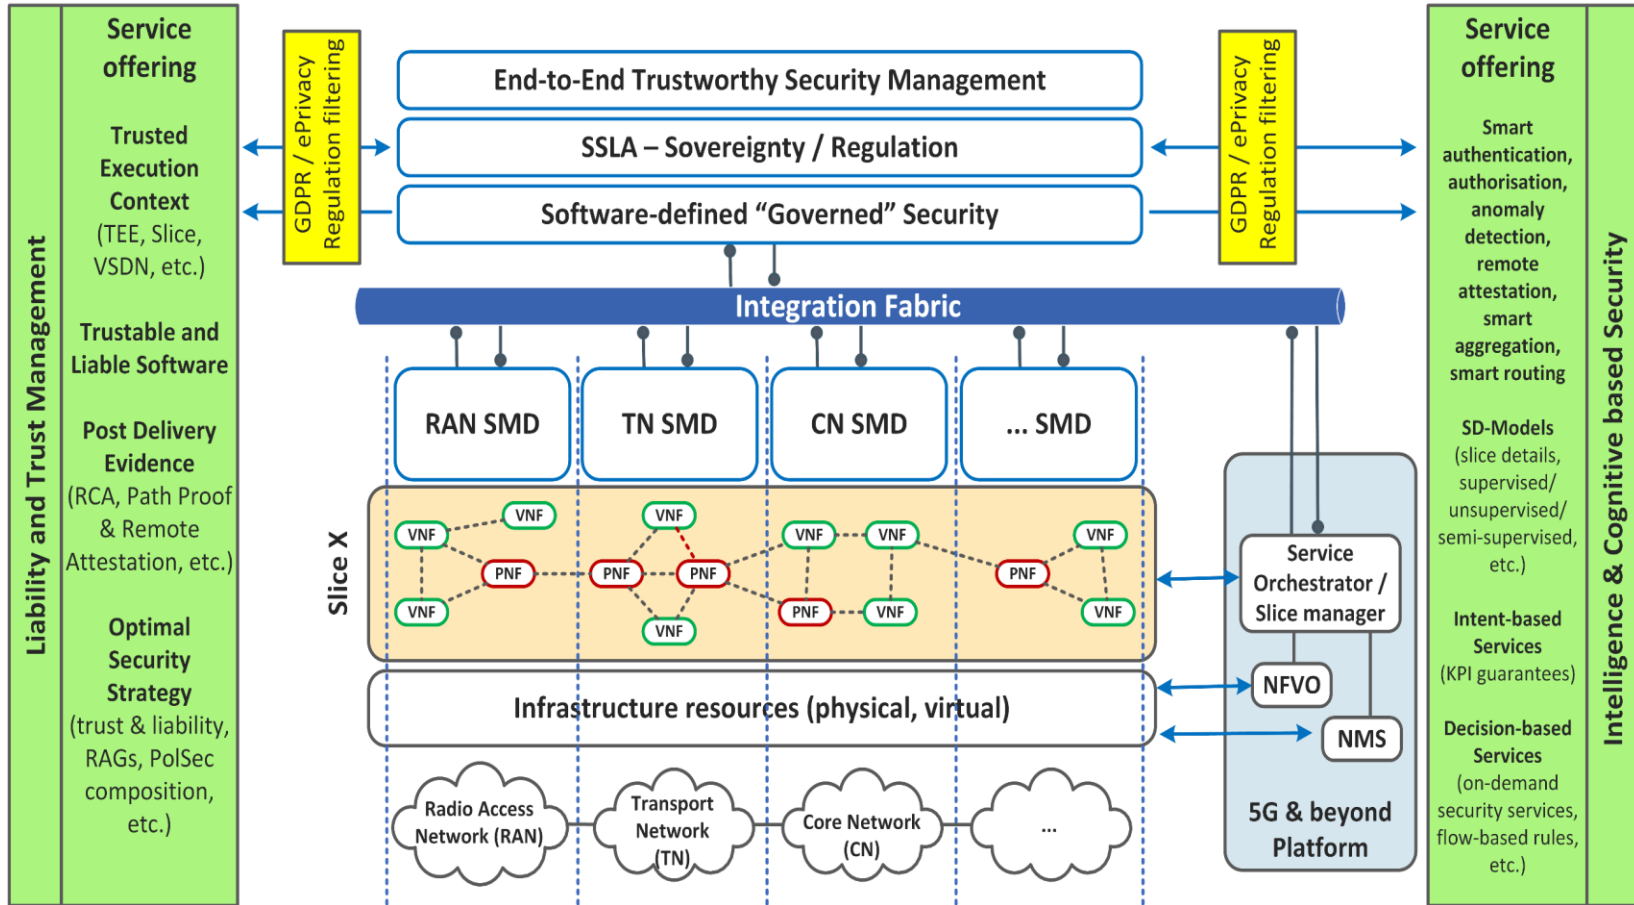 Liability and Trust Management
Service
offering
Trusted
Execution
Context
(TEE, Slice,
VSDN, etc.)
Trustable and
Liable Software
Post Delivery
Evidence
(RCA, Path Proof
& Remote
Attestation, etc.)
Optimal
Security
Strategy
(trust & liability,
RAGs, PolSec
composition,
etc.)
GDPR / ePrivacy
Regulation filtering
End-to-End Trustworthy Security Management
SSLA – Sovereignty / Regulation
Software-defined “Governed” Security
GDPR / ePrivacy
Regulation filtering
Integration Fabric
RAN SMD
TN SMD
CN SMD
... SMD
Slice X
VNF
VNF
PNF
VNF
VNF
PNF
PNF
VNF
VNF
VNF
PNF
VNF
VNF
PNF
VNF
Infrastructure resources (physical, virtual)
Radio Access
Network (RAN)
Transport
Network
(TN)
Core Network
(CN)
...
Service
Orchestrator /
Slice manager
NFVO
NMS
5G & beyond
Platform
Service
offering
Smart
authentication,
authorisation,
anomaly
detection,
remote
attestation,
smart
aggregation,
smart routing
SD-Models
(slice details,
supervised/
unsupervised/
semi-supervised,
etc.)
Intent-based
Services
(KPI guarantees)
Decision-based
Services
(on-demand
security services,
flow-based rules,
etc.)
Intelligence & Cognitive based Security